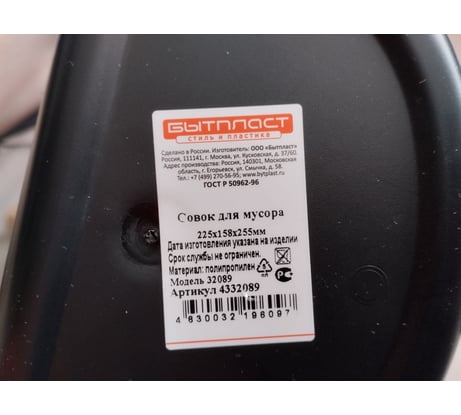 БЫТПЛАСТ
стиль и пластика
Сделано в России. Изготовитель: ООО «Бытпласт»
Россия, 111141, г. Москва, ул. Кусковская, д. 37/60.
Адрес производства: Россия, 140301, Московская
область, г. Егорьевск, ул. Смычка, д. 58.
Тел.: +7 (499) 270-56-95; www.bytplast.ru
ГОСТ Р 50962-96
Совок для мусора
225х158х255мм
Дата изготовления указана на изделии
Срок службы не ограничен.
Материал: полипропилен
Модель 32089
Артикул 4332089
4 630032 196097